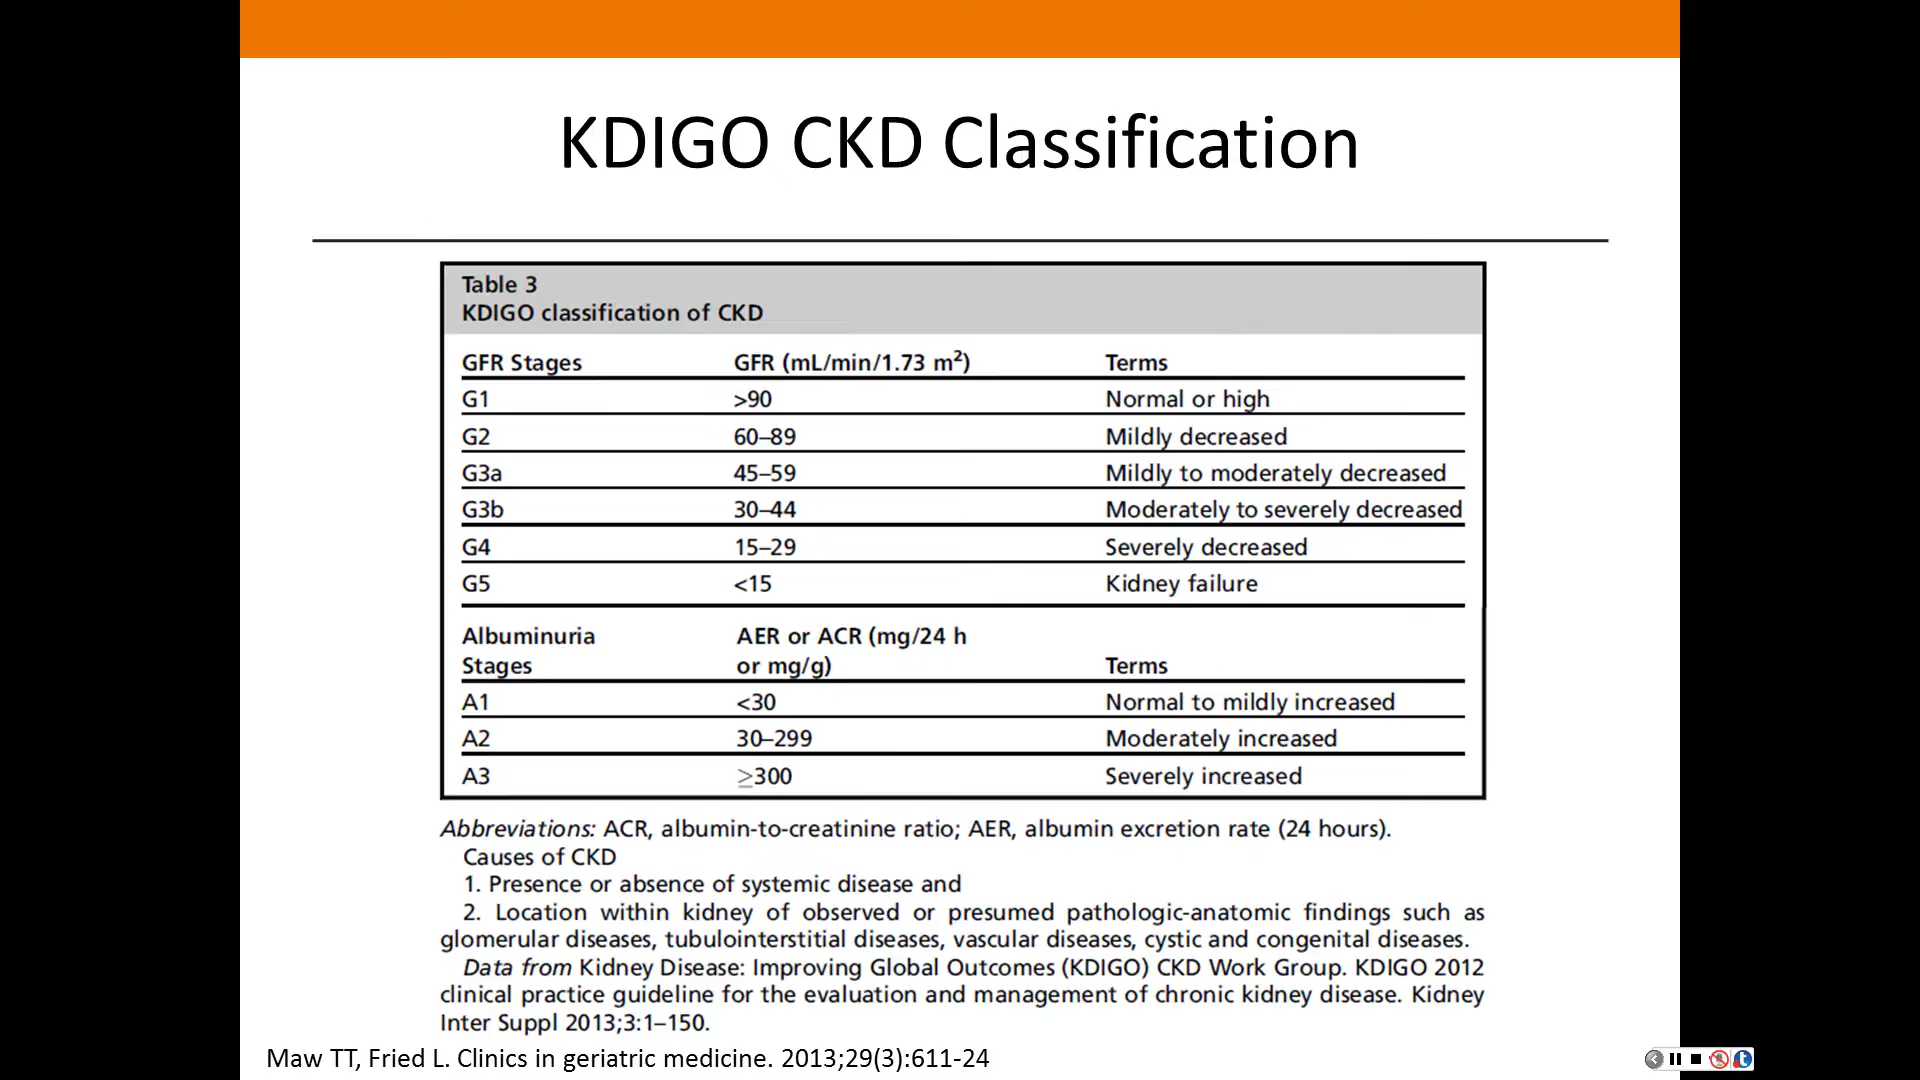 KDIGO CKD Classification
Table 3
KDIGO classification of CKD
GFR Stages GFR (mL/min/1.73 m²) Terms
G1 >90 Normal or high
G2 60–89 Mildly decreased
G3a 45–59 Mildly to moderately decreased
G3b 30–44 Moderately to severely decreased
G4 15–29 Severely decreased
G5 <15 Kidney failure
Albuminuria AER or ACR (mg/24 h
Stages or mg/g) Terms
A1 <30 Normal to mildly increased
A2 30–299 Moderately increased
A3 ≥300 Severely increased
Abbreviations: ACR, albumin-to-creatinine ratio; AER, albumin excretion rate (24 hours).
Causes of CKD
1. Presence or absence of systemic disease and
2. Location within kidney of observed or presumed pathologic-anatomic findings such as
glomerular diseases, tubulointerstitial diseases, vascular diseases, cystic and congenital diseases.
Data from Kidney Disease: Improving Global Outcomes (KDIGO) CKD Work Group. KDIGO 2012
clinical practice guideline for the evaluation and management of chronic kidney disease. Kidney
Inter Suppl 2013;3:1–150.
Maw TT, Fried L. Clinics in geriatric medicine. 2013;29(3):611-24